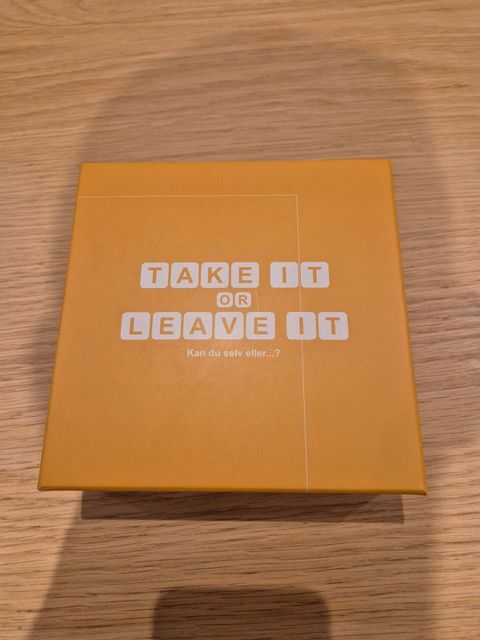 TAKE IT
OR
LEAVE IT
Kan du selv eller...?